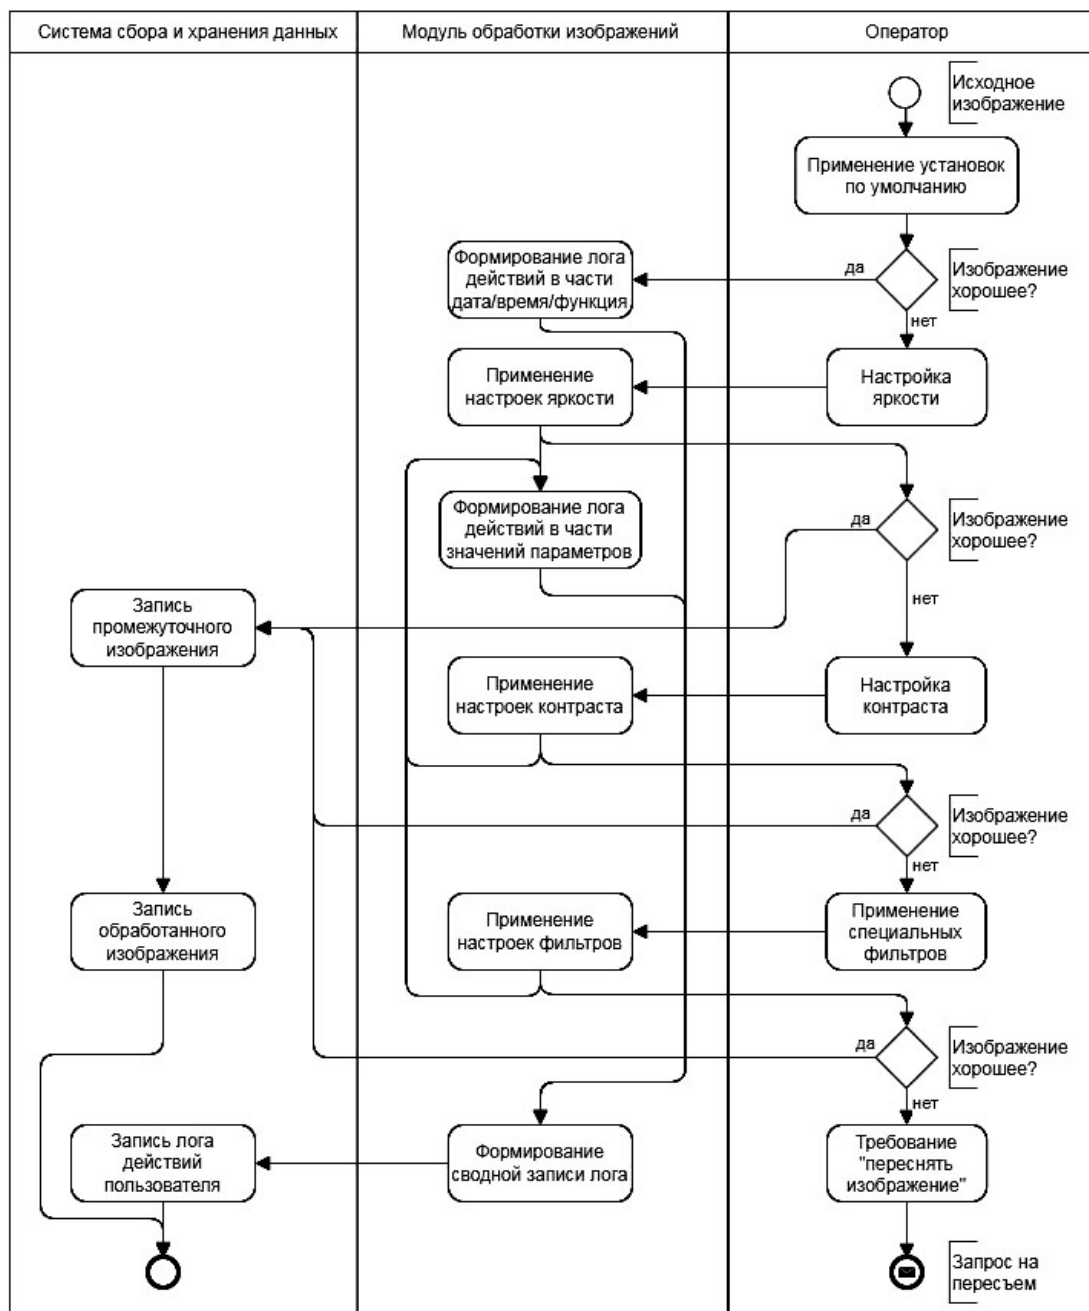 Система сбора и хранения данных
Модуль обработки изображений
Оператор
Исходное
изображение
Применение установок
по умолчанию
Формирование лога
действий в части
дата/время/функция
да
Изображение
хорошее?
нет
Применение
настроек яркости
Настройка
яркости
Формирование лога
действий в части
значений параметров
да
Изображение
хорошее?
нет
Запись
промежуточного
изображения
Применение
настроек контраста
Настройка
контраста
да
Изображение
хорошее?
нет
Запись
обработанного
изображения
Применение
настроек фильтров
Применение
специальных
фильтров
да
Изображение
хорошее?
нет
Запись лога
действий
пользователя
Формирование
сводной записи лога
Требование
"переснять
изображение"
Запрос на
пересъем